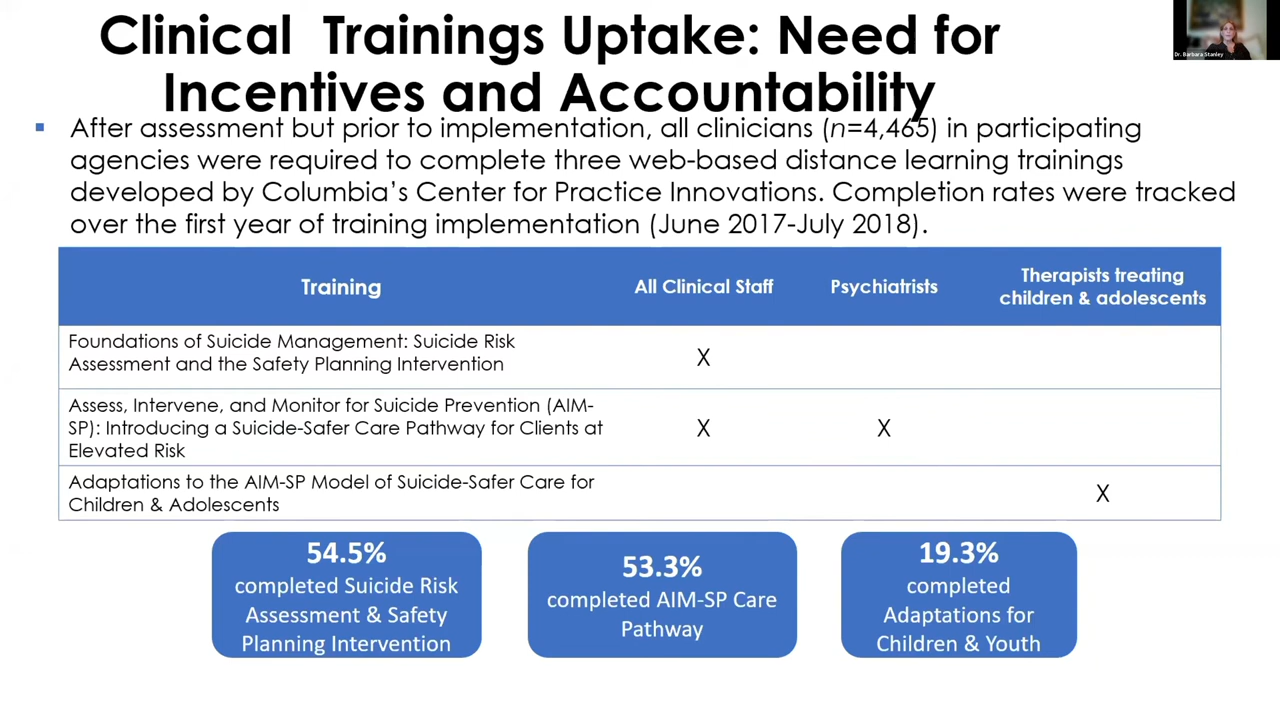 Clinical  Trainings Uptake: Need for
Incentives and Accountability
Dr. Barbara Stanley
▪ After assessment but prior to implementation, all clinicians (n=4,465) in participating
agencies were required to complete three web-based distance learning trainings
developed by Columbia’s Center for Practice Innovations. Completion rates were tracked
over the first year of training implementation (June 2017-July 2018).
Training
All Clinical Staff
Psychiatrists
Therapists treating
children & adolescents
Foundations of Suicide Management: Suicide Risk
Assessment and the Safety Planning Intervention
X
Assess, Intervene, and Monitor for Suicide Prevention (AIM-
SP): Introducing a Suicide-Safer Care Pathway for Clients at
Elevated Risk
X
X
Adaptations to the AIM-SP Model of Suicide-Safer Care for
Children & Adolescents
X
54.5%
completed Suicide Risk
Assessment & Safety
Planning Intervention
53.3%
completed AIM-SP Care
Pathway
19.3%
completed
Adaptations for
Children & Youth